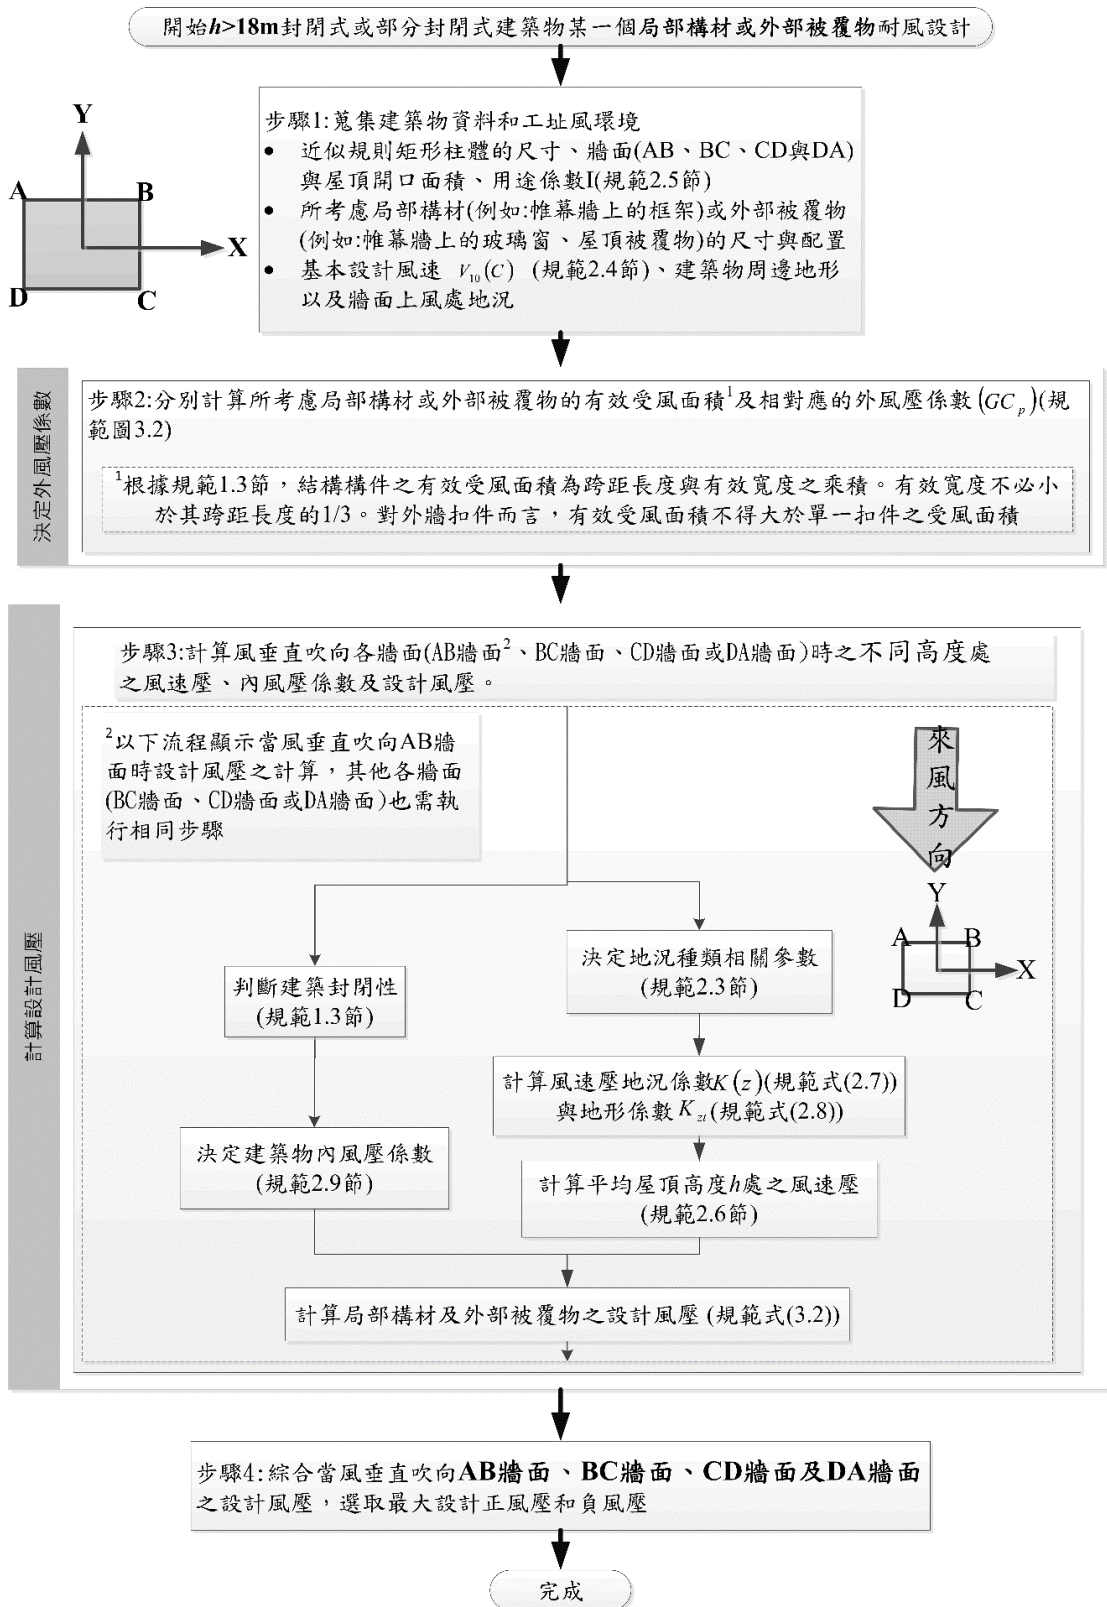 開始h>18m封閉式或部分封閉式建築物某一個局部構材或外部被覆物耐風設計
步驟1:蒐集建築物資料和工址風環境
• 近似規則矩形柱體的尺寸、牆面(AB、BC、CD與DA)
與屋頂開口面積、用途係數I(規範2.5節)
• 所考慮局部構材(例如:帷幕牆上的框架)或外部被覆物
(例如:帷幕牆上的玻璃窗、屋頂被覆物)的尺寸與配置
• 基本設計風速 V10(C) (規範2.4節)、建築物周邊地形
以及牆面上風處地況
Y
A
B
X
D
C
決定外風壓係數
步驟2:分別計算所考慮局部構材或外部被覆物的有效受風面積1及相對應的外風壓係數(GCp)(規
範圖3.2)
1根據規範1.3節，結構構件之有效受風面積為跨距長度與有效寬度之乘積。有效寬度不必小
於其跨距長度的1/3。對外牆扣件而言，有效受風面積不得大於單一扣件之受風面積
計算設計風壓
步驟3:計算風垂直吹向各牆面(AB牆面2、BC牆面、CD牆面或DA牆面)時之不同高度處
之風速壓、內風壓係數及設計風壓。
2以下流程顯示當風垂直吹向AB牆
面時設計風壓之計算，其他各牆面
(BC牆面、CD牆面或DA牆面)也需執
行相同步驟
來風方向
Y
A
B
X
D
C
判斷建築封閉性
(規範1.3節)
決定建築物內風壓係數
(規範2.9節)
決定地況種類相關參數
(規範2.3節)
計算風速壓地況係數K(z)(規範式(2.7))
與地形係數Kzt(規範式(2.8))
計算平均屋頂高度h處之風速壓
(規範2.6節)
計算局部構材及外部被覆物之設計風壓 (規範式(3.2))
步驟4:綜合當風垂直吹向AB牆面、BC牆面、CD牆面及DA牆面
之設計風壓，選取最大設計正風壓和負風壓
完成